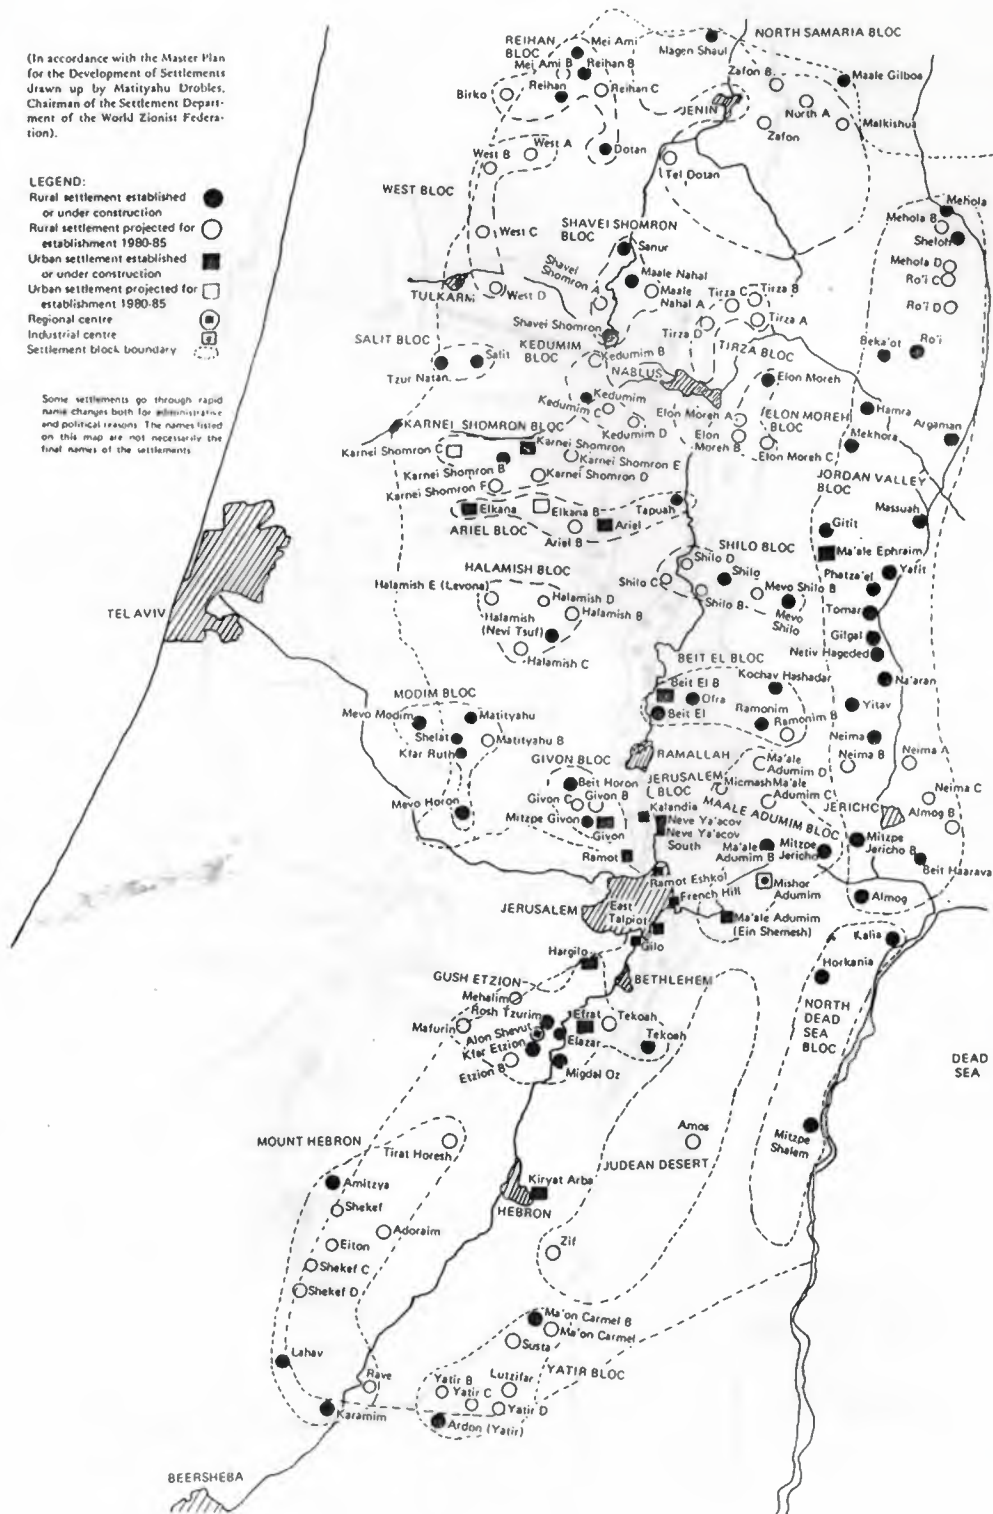 (In accordance with the Master Plan
for the Development of Settlements
drawn up by Matityahu Drobles,
Chairman of the Settlement Depart-
ment of the World Zionist Federa-
tion).
LEGEND:
Rural settlement established
or under construction
Rural settlement projected for
establishment 1980-85
Urban settlement established
or under construction
Urban settlement projected for
establishment 1980-85
Regional centre
Industrial centre
Settlement block boundary
Some settlements go through rapid
name changes both for administrative
and political reasons. The names listed
on this map are not necessarily the
final names of the settlements
NORTH SAMARIA BLOC
REIHAN
BLOC
Mei Ami
Magen Shaul
Mei Ami B
Reihan B
Zafon B
Maale Gilboa
Birko
Reihan
Reihan C
JENIN
North A
Malkishua
Zafon
West A
West B
Dotan
Tel Dotan
WEST BLOC
Mehola
Mehola B
Sheloh
SHAVEI SHOMRON
BLOC
West C
Sanur
Mehola D
Ro'i C
Shavei
Shomron A
Maale Nahal
Maale
Nahal A
Tirza C
Tirza B
Ro'i D
TULKARM
West D
Tirza A
Shavei Shomron
Tirza D
TIRZA BLOC
Beka'ot
Ro'i
SALIT BLOC
KEDUMIM
BLOC
Kedumim B
Salit
NABLUS
Tzur Natan
Elon Moreh
Kedumim
Kedumim C
Elon Moreh A
ELON MOREH
BLOC
Hamra
Argaman
KARNEI SHOMRON BLOC
Kedumim D
Elon
Moreh B
Elon Moreh C
Mekhora
Karnei Shomron C
Karnei Shomron
Karnei Shomron E
Karnei Shomron B
Karnei Shomron D
Karnei Shomron F
JORDAN VALLEY
BLOC
Elkana
Elkana B
Tapuah
Massuah
ARIEL BLOC
Ariel
Ariel B
Gitit
SHILO BLOC
Ma'ale Ephraim
Shilo D
Shilo
Yafit
HALAMISH BLOC
Shilo C
Mevo Shilo B
Phatza'el
Halamish E (Levona)
Halamish D
Shilo B
Mevo
Shilo
Tomar
Halamish B
Halamish
(Nevi Tsuf)
Gilgal
Netiv Hagedud
Halamish C
TEL AVIV
BEIT EL BLOC
Na'aran
Beit El B
Kochav Hashadar
MODIM BLOC
Ofra
Ramonim
Yitav
Mevo Modim
Matityahu
Beit El
Ramonim B
Shelat
Matityahu B
Neima
Kfar Ruth
RAMALLAH
Ma'ale
Adumim D
Neima B
Neima A
GIVON BLOC
JERUSALEM
BLOC
Beit Horon
Micmash
Ma'ale
Adumim C
Neima C
Givon C
Givon B
MAALE ADUMIM BLOC
JERICHO
Mevo Horon
Kalandia
Almog B
Mitzpe Givon
Neve Ya'acov
Givon
Neve Ya'acov
South
Ma'ale
Adumim B
Mitzpe
Jericho
Mitzpe
Jericho B
Ramot
Beit Haarava
Ramot Eshkol
Mishor
Adumim
French Hill
Almog
JERUSALEM
East
Talpiot
Ma'ale Adumim
(Ein Shemesh)
Gilo
Kalia
Hargilo
Horkania
GUSH ETZION
BETHLEHEM
Mehalim
NORTH
DEAD
SEA
BLOC
Rosh Tzurim
Efrat
Tekoah
Mafurin
Alon Shevut
Elazar
Tekoah
Kfar Etzion
DEAD
SEA
Etzion B
Migdal Oz
Amos
Mitzpe
Shalem
MOUNT HEBRON
Tirat Horesh
JUDEAN DESERT
Amitzya
Kiryat Arba
Shekef
HEBRON
Adoraim
Eiton
Zif
Shekef C
Shekef D
Ma'on Carmel B
Ma'on Carmel
Susta
Lahav
YATIR BLOC
Rave
Yatir B
Lutzifar
Yatir C
Yatir D
Karamim
Ardon (Yatir)
BEERSHEBA